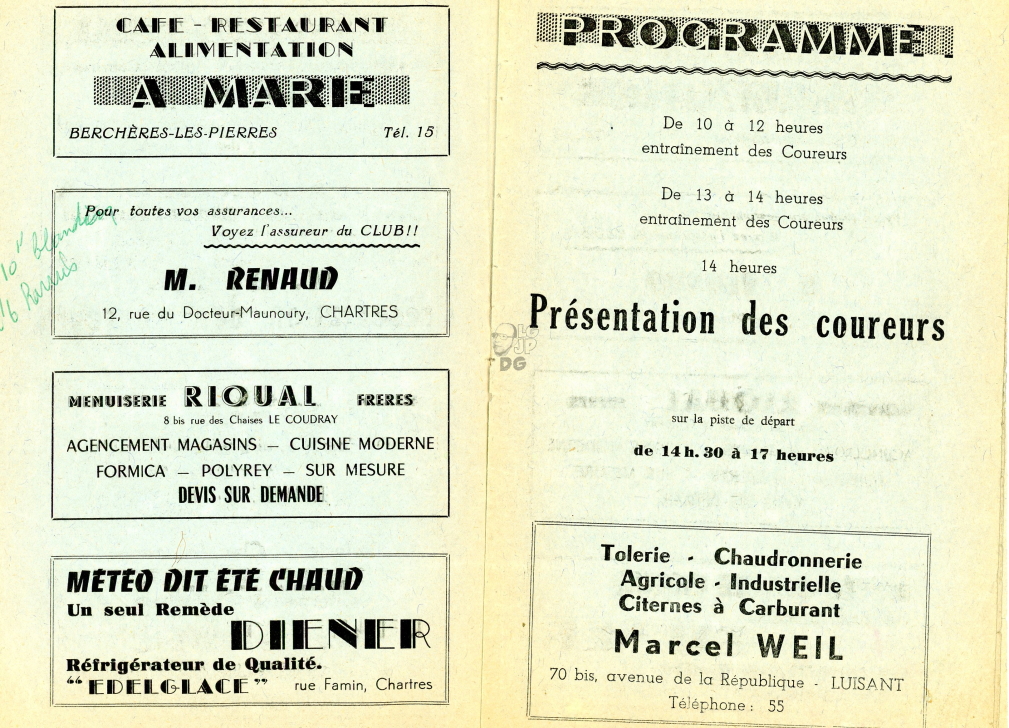 CAFE - RESTAURANT
ALIMENTATION
A MARIE
BERCHÈRES-LES-PIERRES Tél. 15
Pour toutes vos assurances...
Voyez l'assureur du CLUB!!
M. RENAUD
12, rue du Docteur-Maunoury, CHARTRES
MENUISERIE RIQUAL FRERES
8 bis rue des Chaises LE COUDRAY
AGENCEMENT MAGASINS — CUISINE MODERNE
FORMICA — POLYREY — SUR MESURE
DEVIS SUR DEMANDE
MÉTÉO DIT ÉTÉ CHAUD
Un seul Remède
DIENER
Réfrigérateur de Qualité.
“ EDELGLACE ” rue Famin, Chartres
PROGRAMME
De 10 à 12 heures
entraînement des Coureurs
De 13 à 14 heures
entraînement des Coureurs
14 heures
Présentation des coureurs
sur la piste de départ
de 14 h. 30 à 17 heures
Tolerie - Chaudronnerie
Agricole - Industrielle
Citernes à Carburant
Marcel WEIL
70 bis, avenue de la République - LUISANT
Téléphone : 55
LG
JP
DG